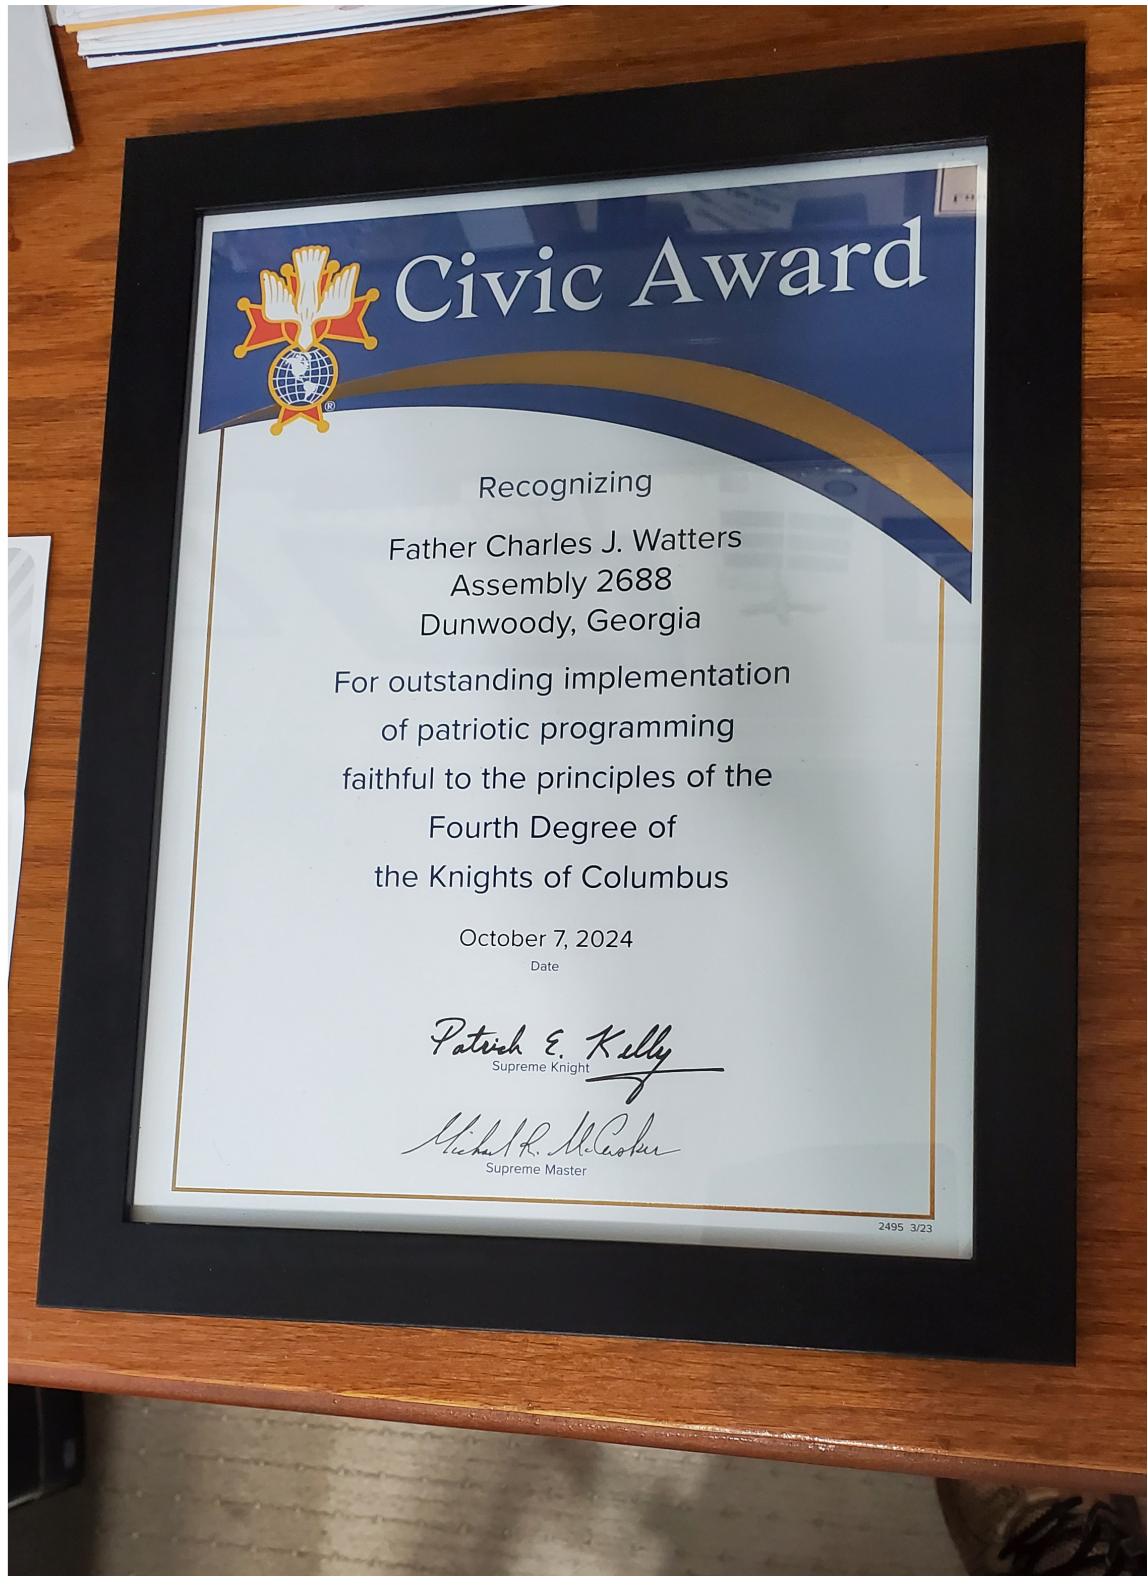 Civic Award
®
Recognizing
Father Charles J. Watters
Assembly 2688
Dunwoody, Georgia
For outstanding implementation
of patriotic programming
faithful to the principles of the
Fourth Degree of
the Knights of Columbus
October 7, 2024
Date
Patrick E. Kelly
Supreme Knight
Michael R. McCusker
Supreme Master
2495 3/23